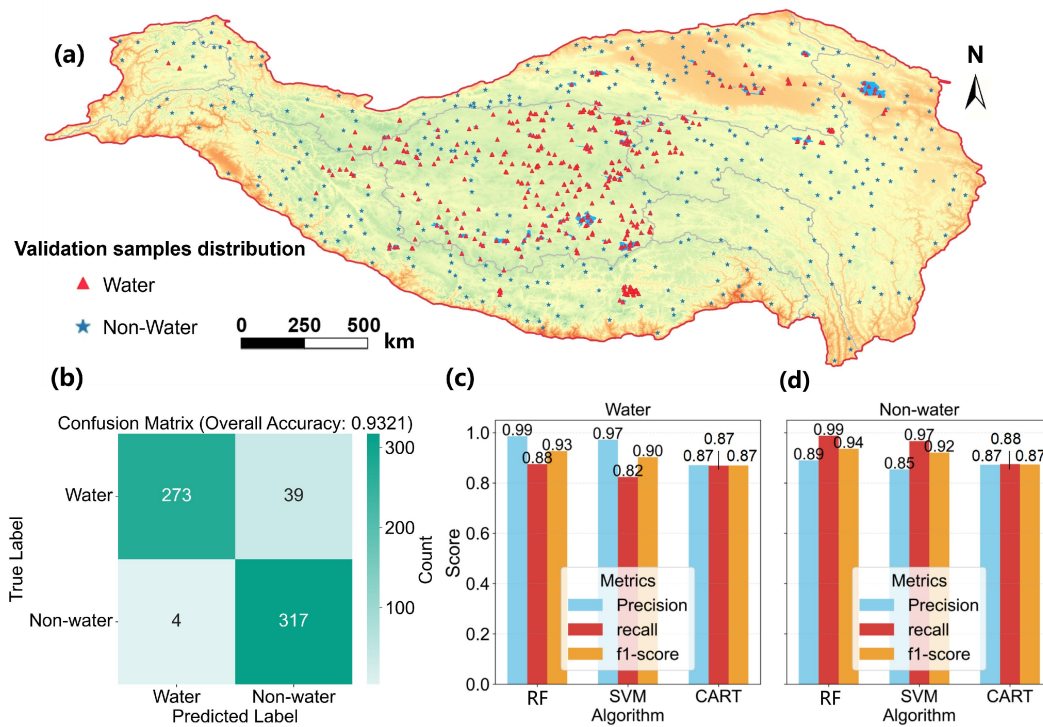 (a)
N
Validation samples distribution
Water
Non-Water
0 250 500
km
(b)
Confusion Matrix (Overall Accuracy: 0.9321)
True Label
Water
Non-water
273
39
4
317
Water
Non-water
Predicted Label
300
200
100
Count
(c)
Water
Score
1.0
0.8
0.6
0.4
0.2
0.0
0.99
0.88
0.93
0.97
0.82
0.90
0.87
0.87
0.87
Metrics
Precision
recall
f1-score
RF
SVM
CART
Algorithm
(d)
Non-water
0.89
0.99
0.94
0.85
0.97
0.92
0.87
0.88
0.87
Metrics
Precision
recall
f1-score
RF
SVM
CART
Algorithm